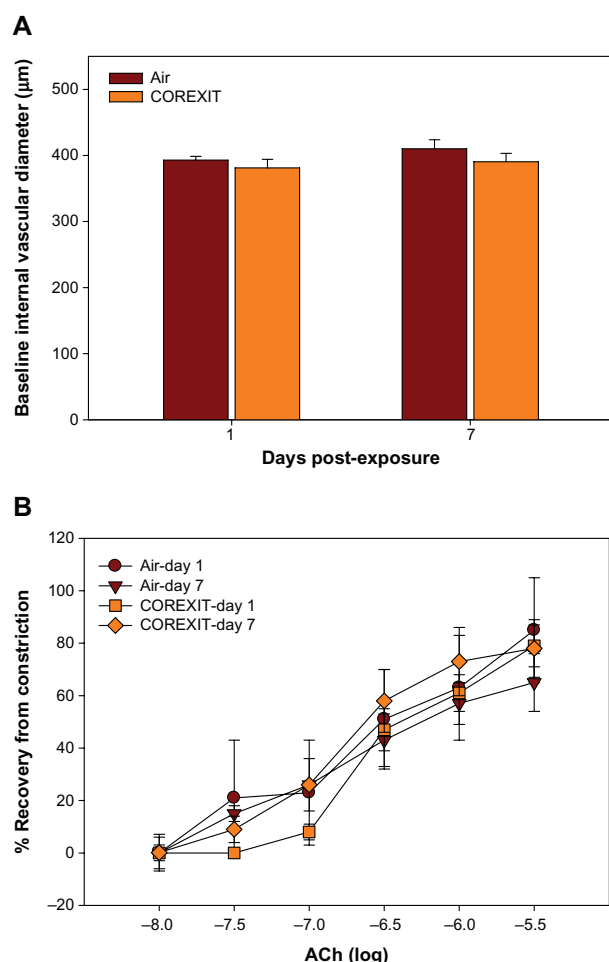 A
Baseline internal vascular diameter (µm)
500
400
300
200
100
0
Air
COREXIT
1
7
Days post-exposure
B
% Recovery from constriction
120
100
80
60
40
20
0
–20
Air-day 1
Air-day 7
COREXIT-day 1
COREXIT-day 7
–8.0
–7.5
–7.0
–6.5
–6.0
–5.5
ACh (log)